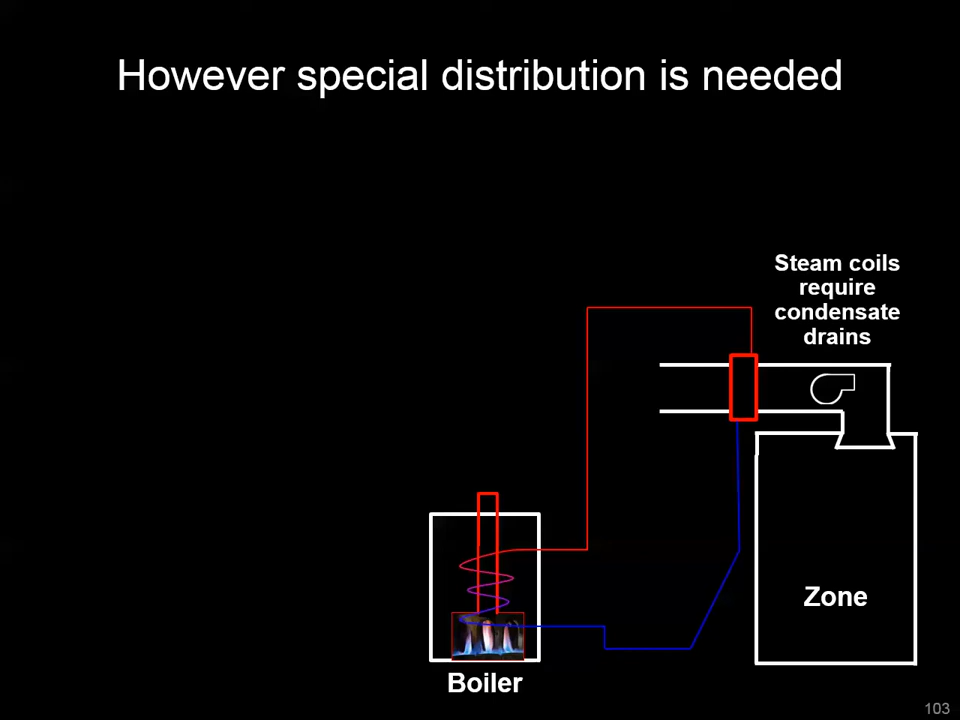 However special distribution is needed
Steam coils
require
condensate
drains
Zone
Boiler
103